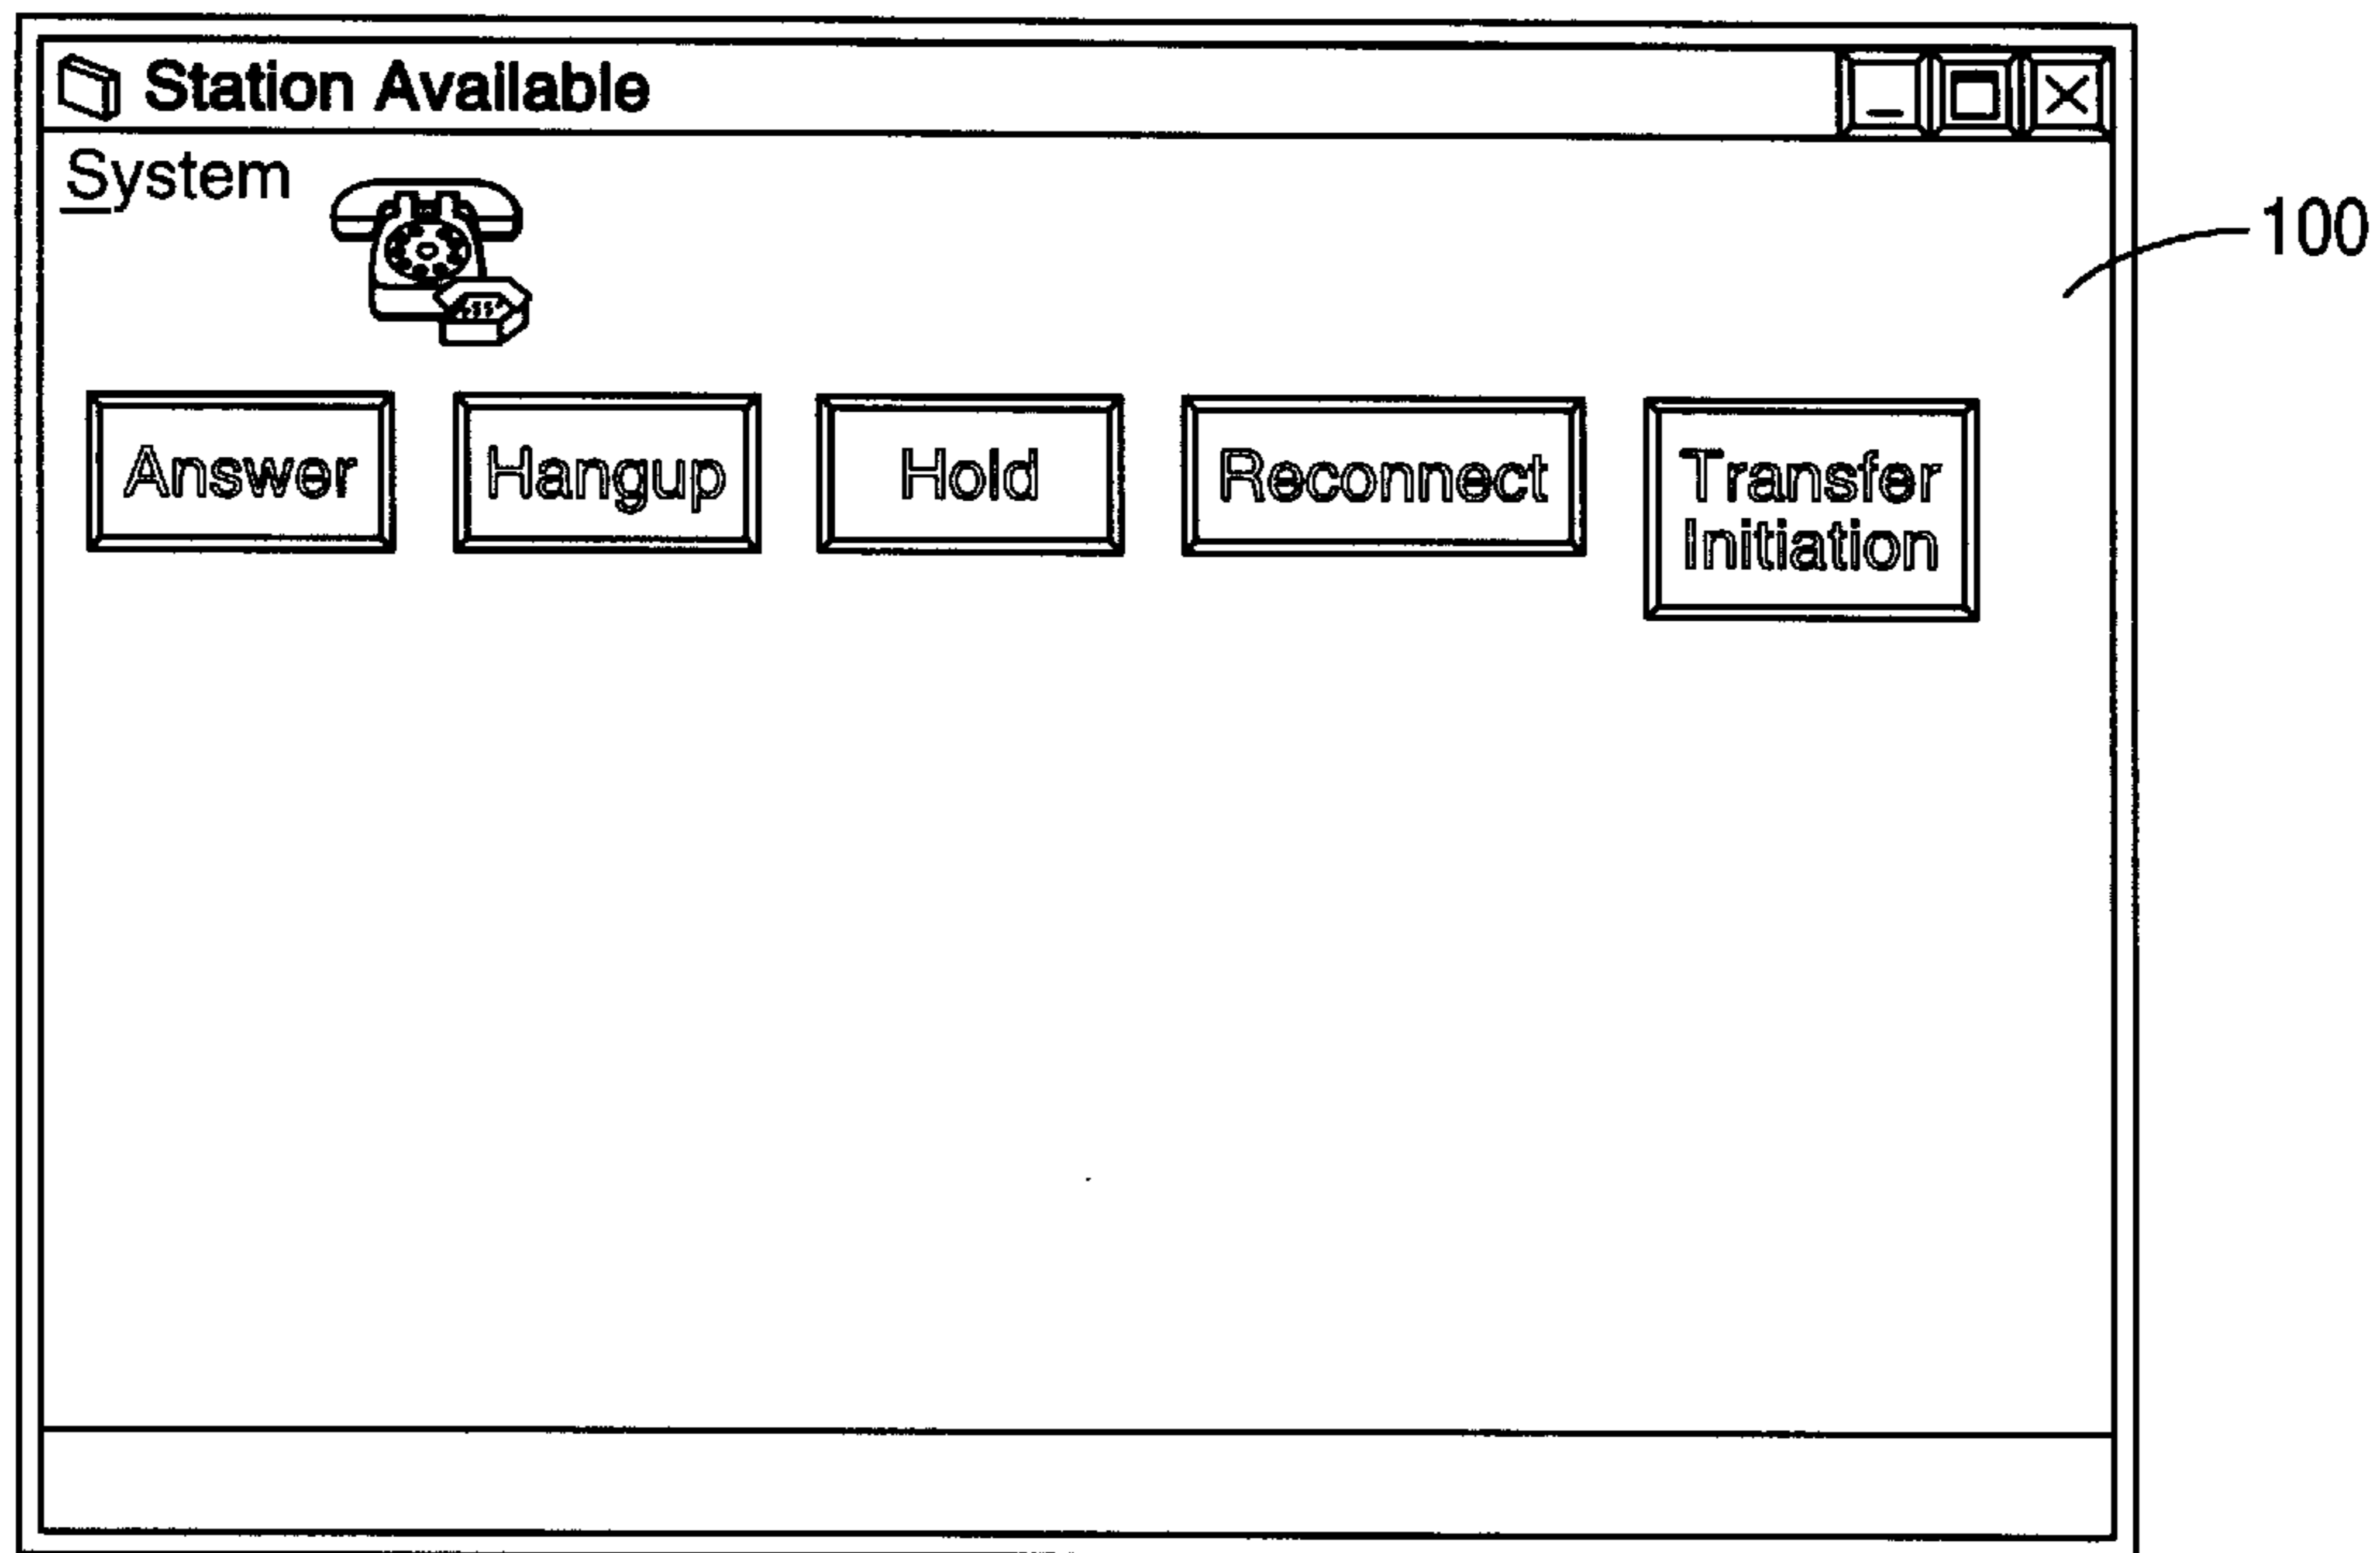 Station Available
System
100
Answer
Hangup
Hold
Reconnect
Transfer
Initiation